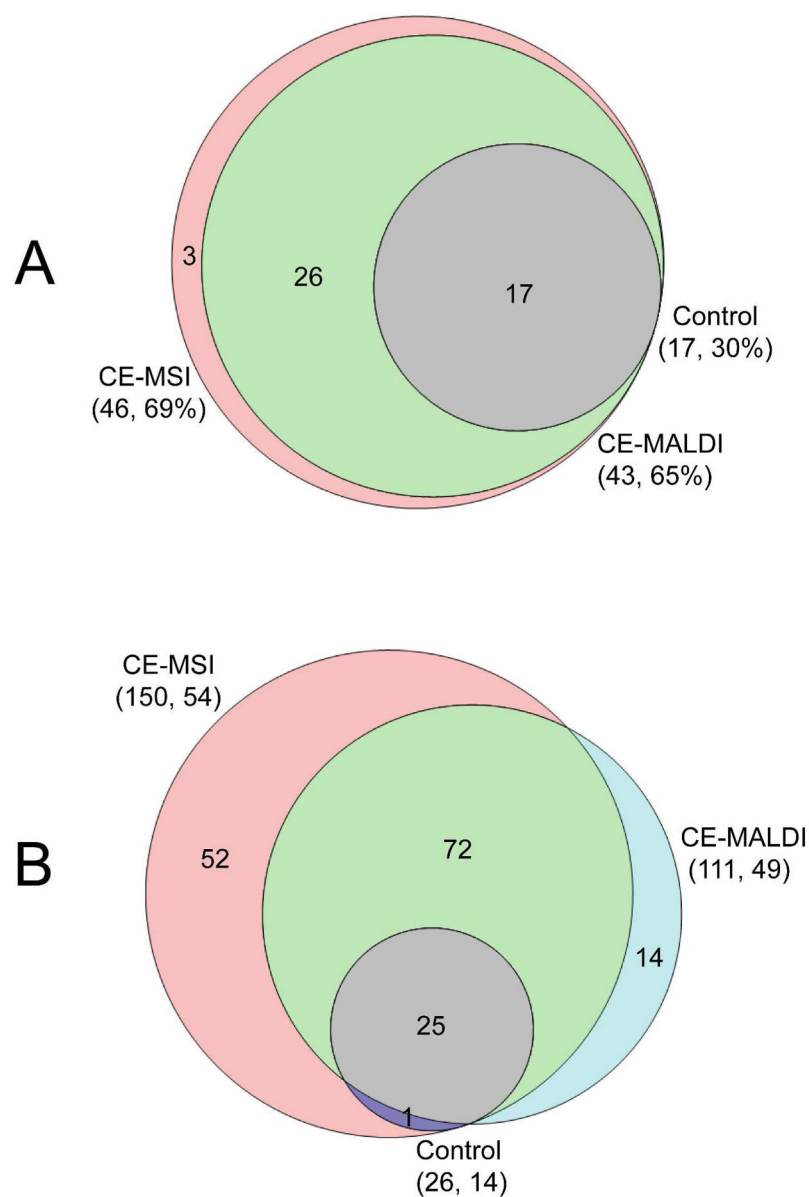 A
3
26
17
Control
(17, 30%)
CE-MSI
(46, 69%)
CE-MALDI
(43, 65%)
B
CE-MSI
(150, 54)
52
72
CE-MALDI
(111, 49)
14
25
1
Control
(26, 14)